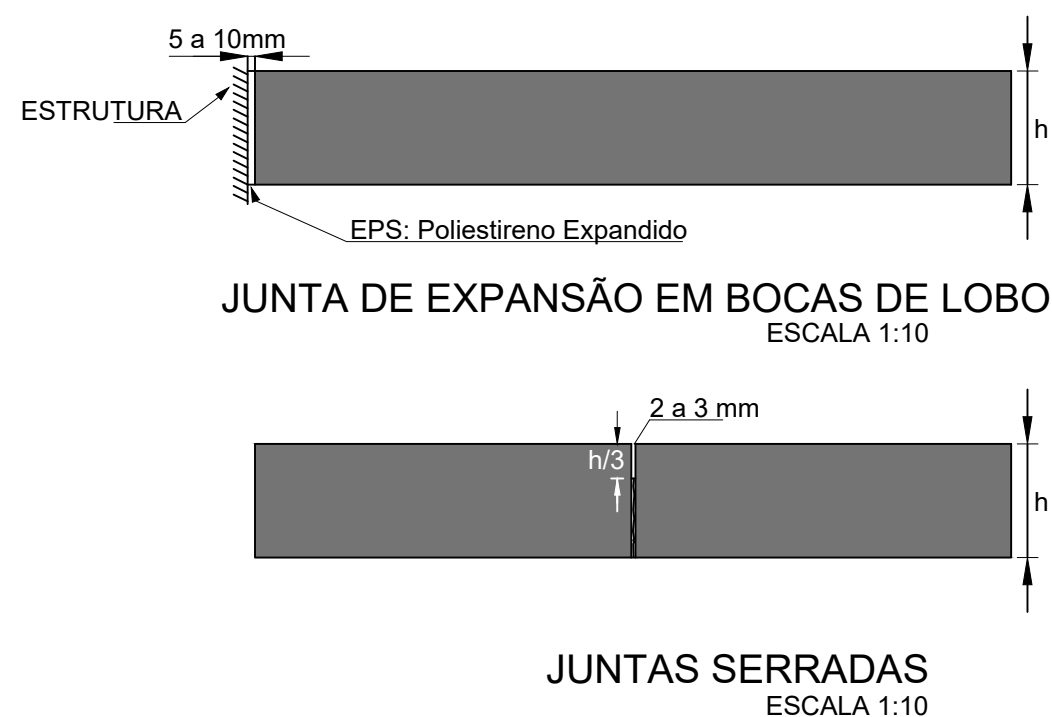 5 a 10mm
ESTRUTURA
h
EPS: Poliestireno Expandido
JUNTA DE EXPANSÃO EM BOCAS DE LOBO
ESCALA 1:10
2 a 3 mm
h/3
h
JUNTAS SERRADAS
ESCALA 1:10